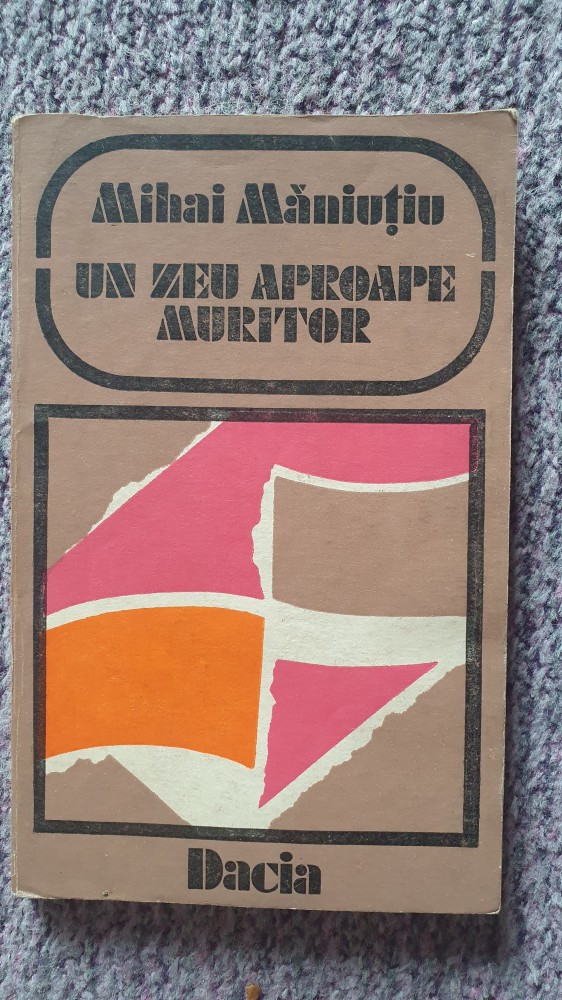 Mihai Măniuțiu
UN ZEU APROAPE
MURITOR
Dacia